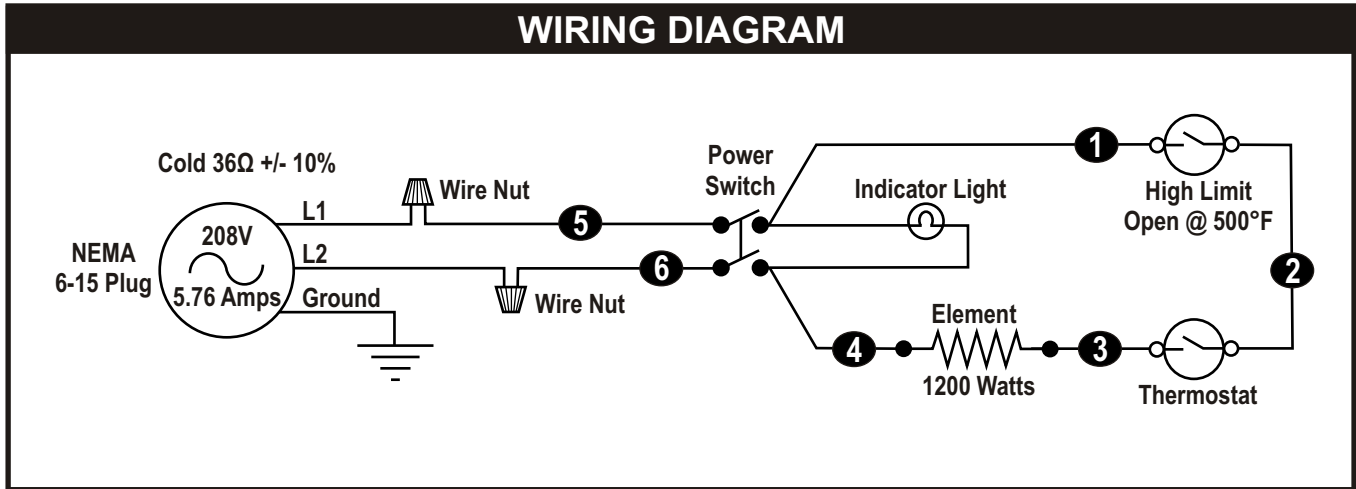 WIRING DIAGRAM
Cold 36Ω +/- 10%
NEMA
6-15 Plug
208V
5.76 Amps
L1
L2
Ground
Wire Nut
Wire Nut
5
6
Power
Switch
Indicator Light
1
High Limit
Open @ 500°F
2
Element
1200 Watts
4
3
Thermostat